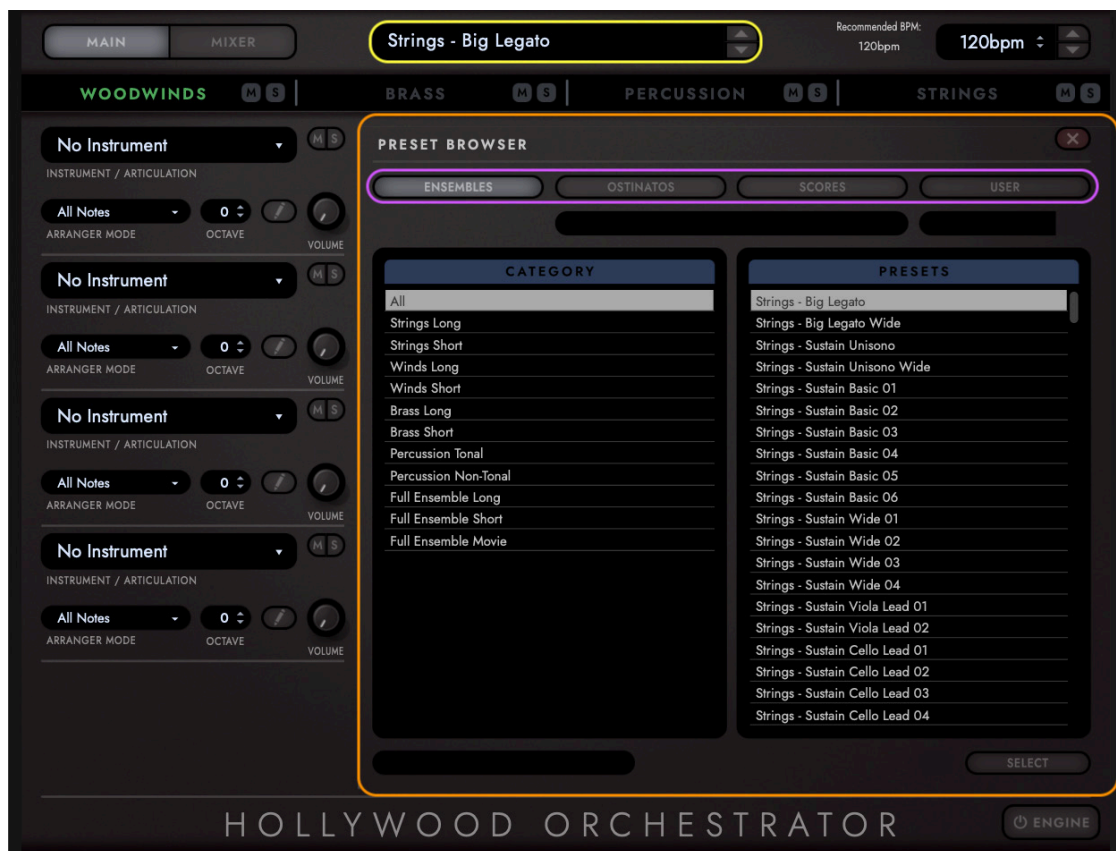 MAIN MIXER Strings - Big Legato Recommended BPM: 120bpm 120bpm
WOODWINDS M S BRASS M S PERCUSSION M S STRINGS M S
No Instrument M S
INSTRUMENT / ARTICULATION
All Notes 0
ARRANGER MODE OCTAVE VOLUME
No Instrument M S
INSTRUMENT / ARTICULATION
All Notes 0
ARRANGER MODE OCTAVE VOLUME
No Instrument M S
INSTRUMENT / ARTICULATION
All Notes 0
ARRANGER MODE OCTAVE VOLUME
No Instrument M S
INSTRUMENT / ARTICULATION
All Notes 0
ARRANGER MODE OCTAVE VOLUME
PRESET BROWSER
ENSEMBLES OSTINATOS SCORES USER
CATEGORY
All
Strings Long
Strings Short
Winds Long
Winds Short
Brass Long
Brass Short
Percussion Tonal
Percussion Non-Tonal
Full Ensemble Long
Full Ensemble Short
Full Ensemble Movie
PRESETS
Strings - Big Legato
Strings - Big Legato Wide
Strings - Sustain Unisono
Strings - Sustain Unisono Wide
Strings - Sustain Basic 01
Strings - Sustain Basic 02
Strings - Sustain Basic 03
Strings - Sustain Basic 04
Strings - Sustain Basic 05
Strings - Sustain Basic 06
Strings - Sustain Wide 01
Strings - Sustain Wide 02
Strings - Sustain Wide 03
Strings - Sustain Wide 04
Strings - Sustain Viola Lead 01
Strings - Sustain Viola Lead 02
Strings - Sustain Cello Lead 01
Strings - Sustain Cello Lead 02
Strings - Sustain Cello Lead 03
Strings - Sustain Cello Lead 04
SELECT
HOLLYWOOD ORCHESTRATOR ENGINE